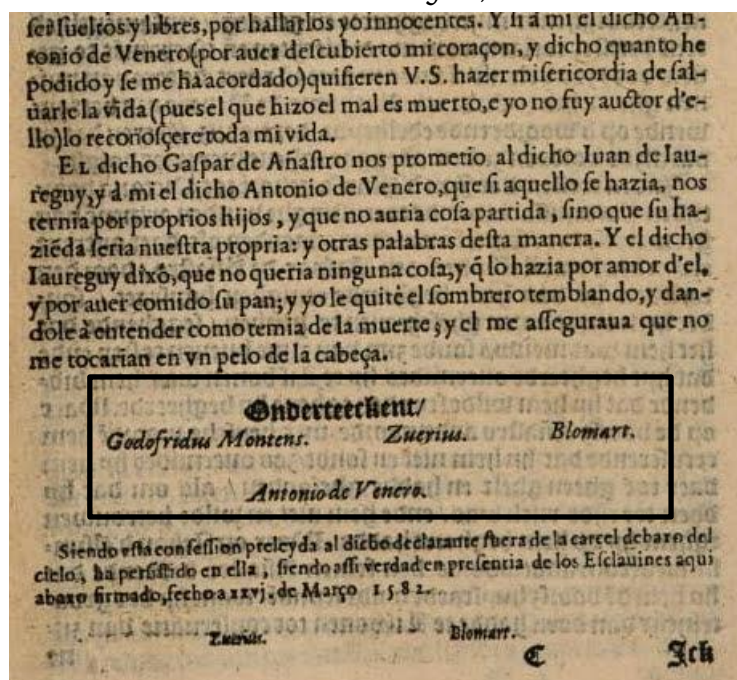 ser sueltos y libres, por hallarlos yo innocentes. Y si a mi el dicho An-
tonio de Venero (por auer descubierto mi coraçon, y dicho quanto he
podido y se me ha acordado) quisieren V. S. hazer misericordia de sal-
uarle la vida (pues el que hizo el mal es muerto, e yo no fuy auctor d'e-
llo) lo reconosçere toda mi vida.
EL dicho Gaspar de Añastro nos prometio al dicho Iuan de Iau-
reguy, y à mi el dicho Antonio de Venero, que si aquello se hazia, nos
ternia por proprios hijos, y que no auria cosa partida, sino que su ha-
ziēda seria nuestra propria: y otras palabras desta manera. Y el dicho
Iaureguy dixò, que no queria ninguna cosa, y q̃ lo hazia por amor d'el,
y por auer comido su pan; y yo le quitè el sombrero temblando, y dan-
dole à entender como temia de la muerte; y el me asseguraua que no
me tocarian en vn pelo de la cabeça.
Onderteeckent/
Godofridus Montens. Zuerius. Blomart.
Antonio de Venero.
Siendo esta confession preleyda al dicho declarante fuera de la carcel debaxo del
cielo, ha persistido en ella, siendo assi verdad en presencia de los Esclauines aqui
abaxo firmado, fecho a xxvj. de Março 1582.
Zuerius. Blomart.
C Ick